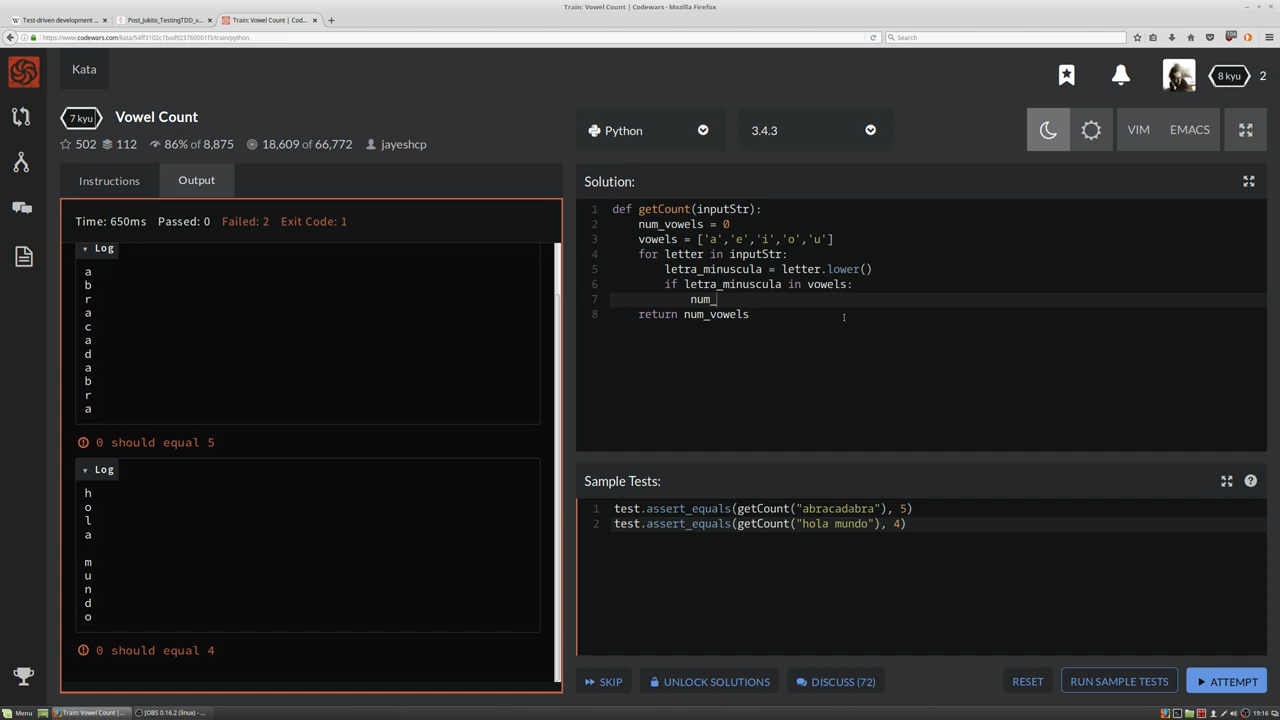 Train: Vowel Count | Codewars - Mozilla Firefox
Test-driven development ...
Post_Jukito_TestingTDD_v...
Train: Vowel Count | Cod...
https://www.codewars.com/kata/54ff3102c1bad923760001f3/train/python
Search
104
Kata
8 kyu
2
7 kyu
Vowel Count
502
112
86% of 8,875
18,609 of 66,772
jayeshcp
Python
3.4.3
VIM
EMACS
Instructions
Output
Time: 650ms Passed: 0 Failed: 2 Exit Code: 1
Log
a
b
r
a
c
a
d
a
b
r
a
0 should equal 5
Log
h
o
l
a
m
u
n
d
o
0 should equal 4
Solution:
1 def getCount(inputStr):
2 num_vowels = 0
3 vowels = ['a','e','i','o','u']
4 for letter in inputStr:
5 letra_minuscula = letter.lower()
6 if letra_minuscula in vowels:
7 num_
8 return num_vowels
Sample Tests:
?
1 test.assert_equals(getCount("abracadabra"), 5)
2 test.assert_equals(getCount("hola mundo"), 4)
SKIP
UNLOCK SOLUTIONS
DISCUSS (72)
RESET
RUN SAMPLE TESTS
ATTEMPT
Menu
Train: Vowel Count | Codewars...
[OBS 0.16.2 (linux) - ...
19:16